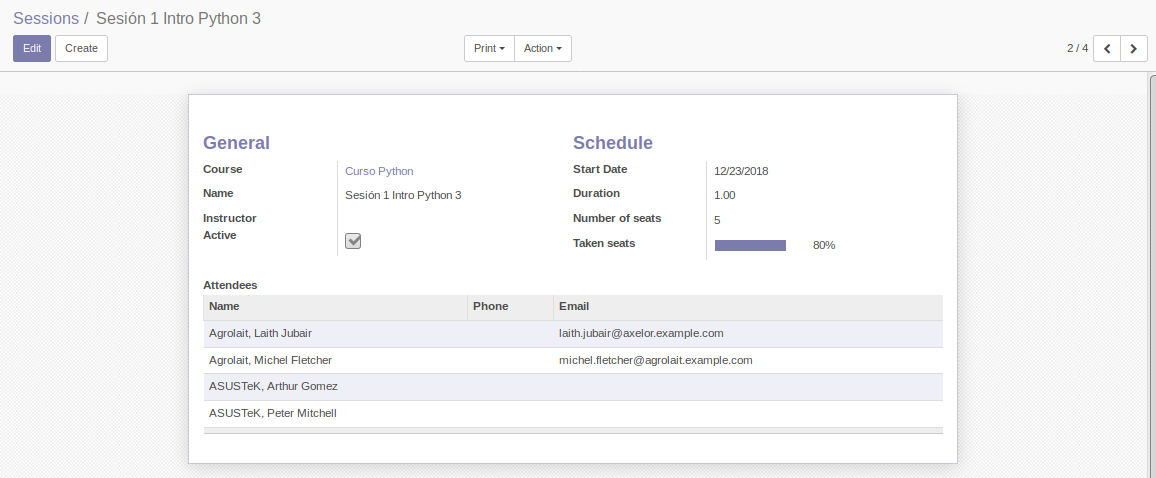 Sessions / Sesión 1 Intro Python 3
Edit Create Print Action 2 / 4
General
Course Curso Python
Name Sesión 1 Intro Python 3
Instructor
Active
Schedule
Start Date 12/23/2018
Duration 1.00
Number of seats 5
Taken seats 80%
Attendees
Name Phone Email
Agrolait, Laith Jubair laith.jubair@axelor.example.com
Agrolait, Michel Fletcher michel.fletcher@agrolait.example.com
ASUSTeK, Arthur Gomez
ASUSTeK, Peter Mitchell